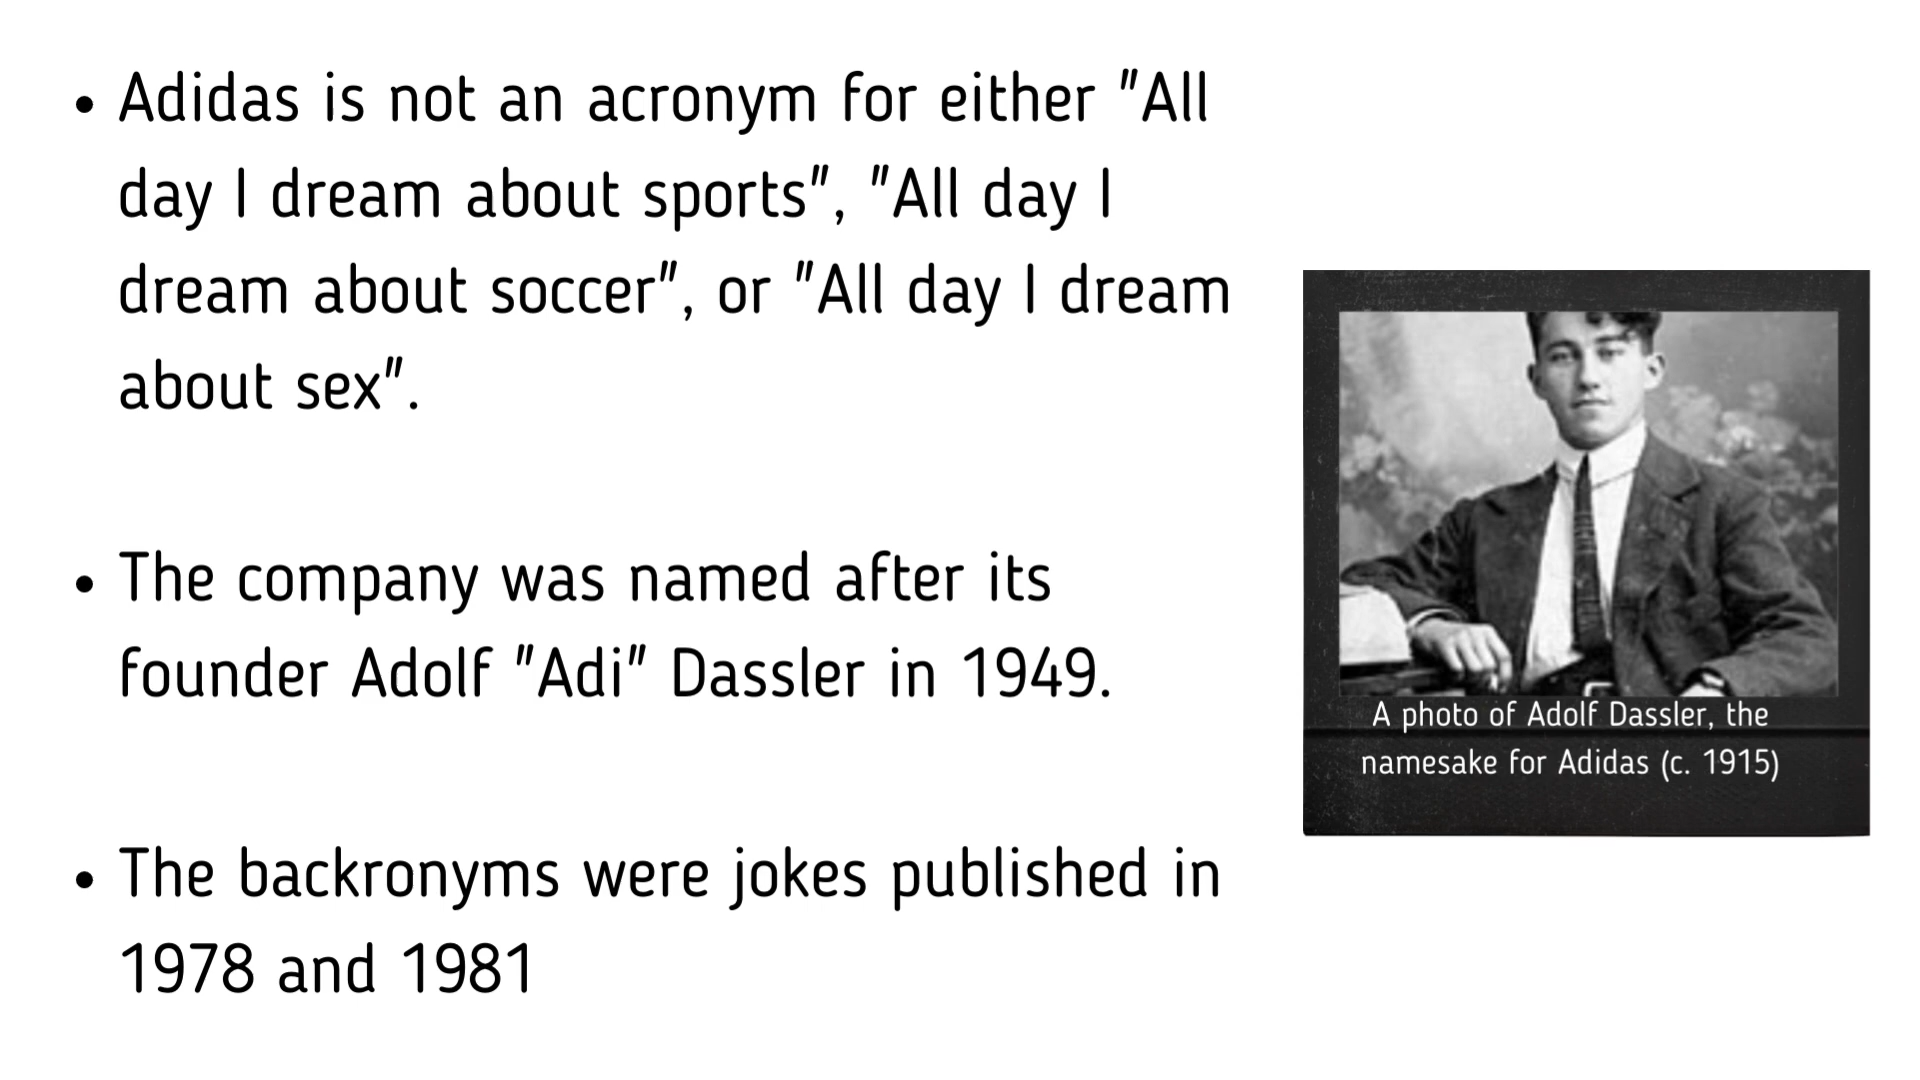 • Adidas is not an acronym for either "All
day I dream about sports", "All day I
dream about soccer", or "All day I dream
about sex".
• The company was named after its
founder Adolf "Adi" Dassler in 1949.
• The backronyms were jokes published in
1978 and 1981
A photo of Adolf Dassler, the
namesake for Adidas (c. 1915)